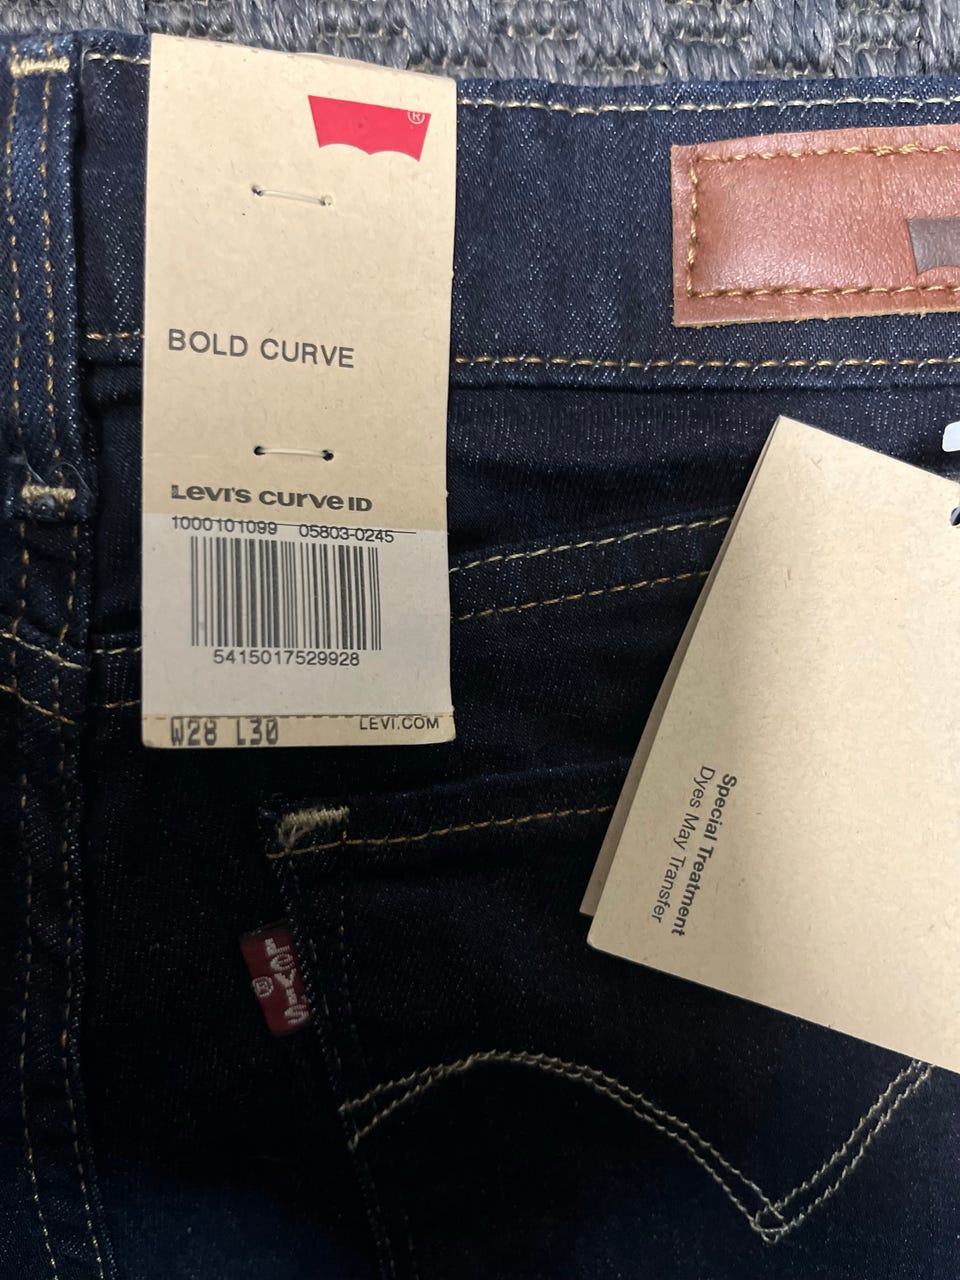 ®
BOLD CURVE
Levi's curve ID
1000101099 05803-0245
5415017529928
W28 L30
LEVI.COM
Special Treatment
Dyes May Transfer
LEVI'S
®